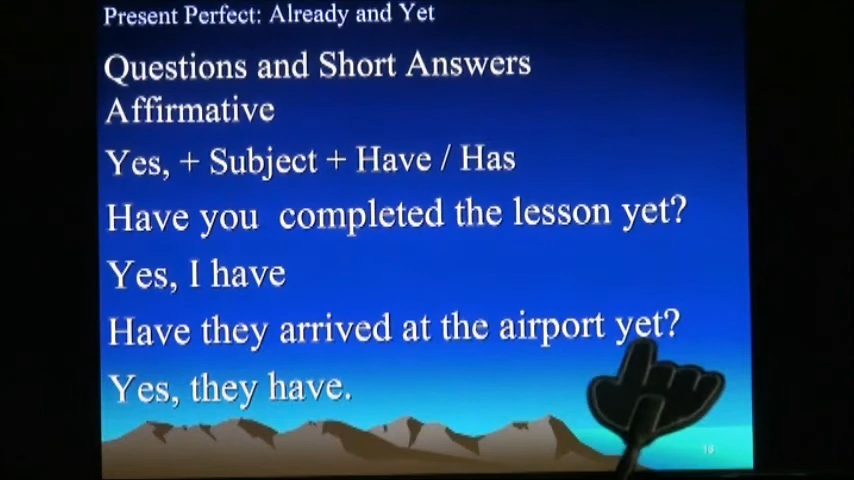 Present Perfect: Already and Yet
Questions and Short Answers
Affirmative
Yes, + Subject + Have / Has
Have you completed the lesson yet?
Yes, I have
Have they arrived at the airport yet?
Yes, they have.
18